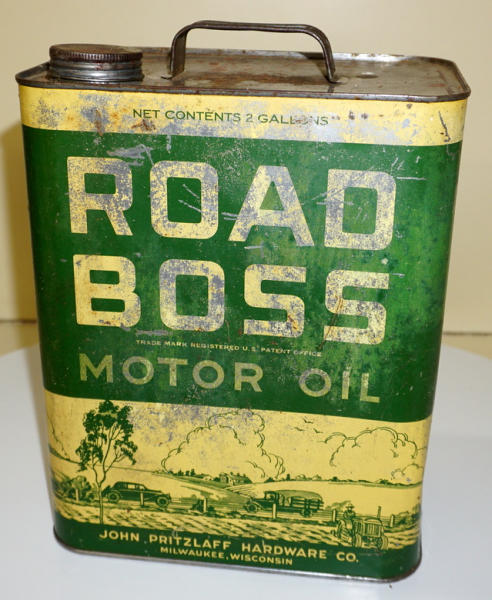 NET CONTENTS 2 GALLONS
ROAD
BOSS
TRADE MARK REGISTERED U.S. PATENT OFFICE
MOTOR OIL
JOHN PRITZLAFF HARDWARE CO.
MILWAUKEE, WISCONSIN